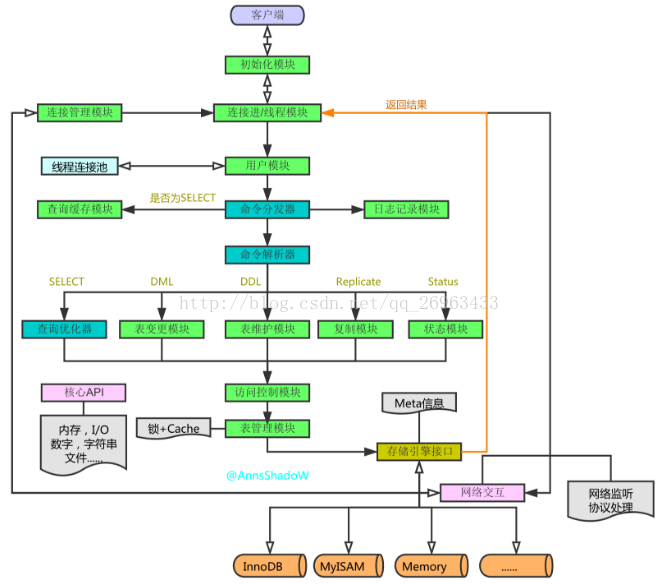 客户端
初始化模块
连接管理模块
连接进/线程模块
返回结果
线程连接池
用户模块
是否为SELECT
查询缓存模块
命令分发器
日志记录模块
命令解析器
SELECT
DML
DDL
Replicate
Status
http://blog.csdn.net/qq_26963433
查询优化器
表变更模块
表维护模块
复制模块
状态模块
核心API
访问控制模块
Meta信息
内存，I/O
数字，字符串
文件……
锁+Cache
表管理模块
存储引擎接口
@AnnsShadoW
网络交互
网络监听
协议处理
InnoDB
MyISAM
Memory
……